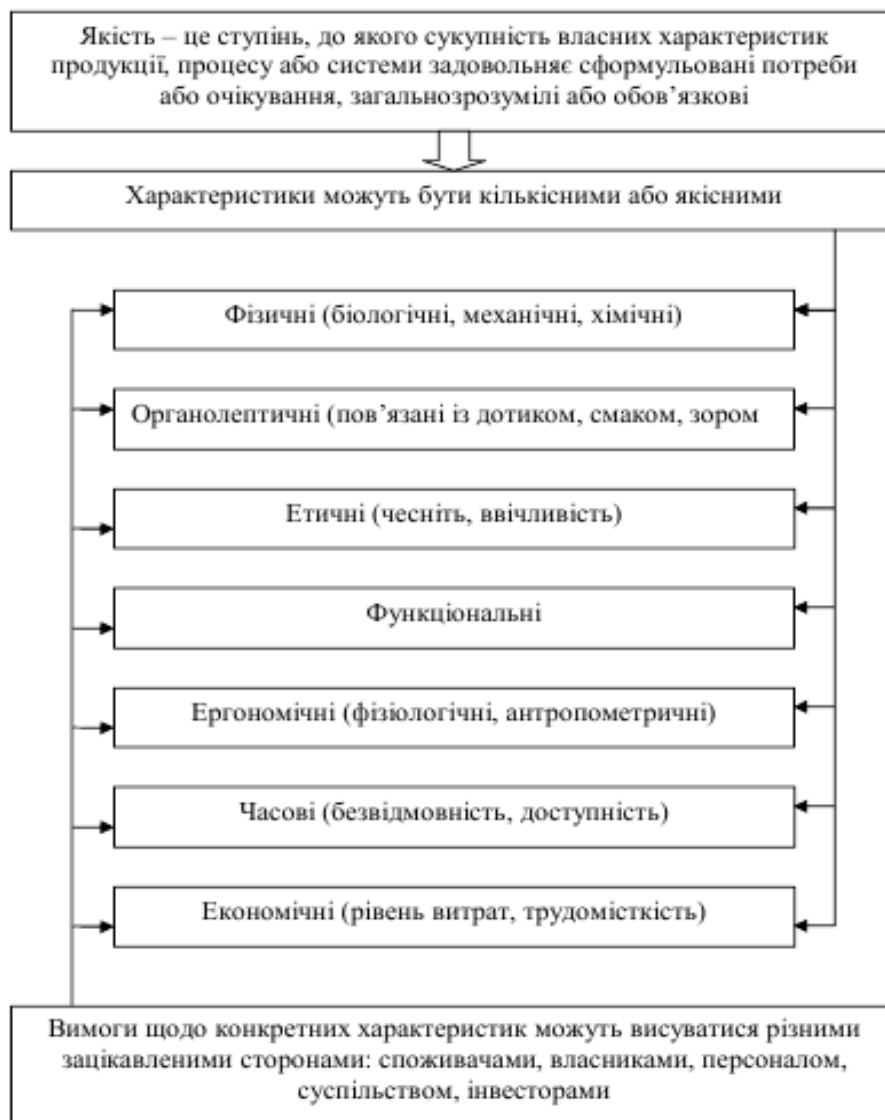 Якість – це ступінь, до якого сукупність власних характеристик
продукції, процесу або системи задовольняє сформульовані потреби
або очікування, загальнозрозумілі або обов’язкові
Характеристики можуть бути кількісними або якісними
Фізичні (біологічні, механічні, хімічні)
Органолептичні (пов’язані із дотиком, смаком, зором
Етичні (чесніть, ввічливість)
Функціональні
Ергономічні (фізіологічні, антропометричні)
Часові (безвідмовність, доступність)
Економічні (рівень витрат, трудомісткість)
Вимоги щодо конкретних характеристик можуть висуватися різними
зацікавленими сторонами: споживачами, власниками, персоналом,
суспільством, інвесторами